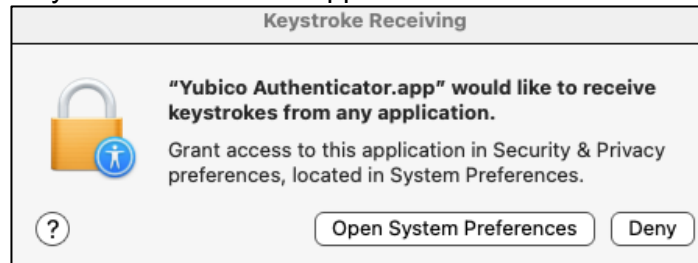 Keystroke Receiving
“Yubico Authenticator.app” would like to receive
keystrokes from any application.
Grant access to this application in Security & Privacy
preferences, located in System Preferences.
?
Open System Preferences
Deny